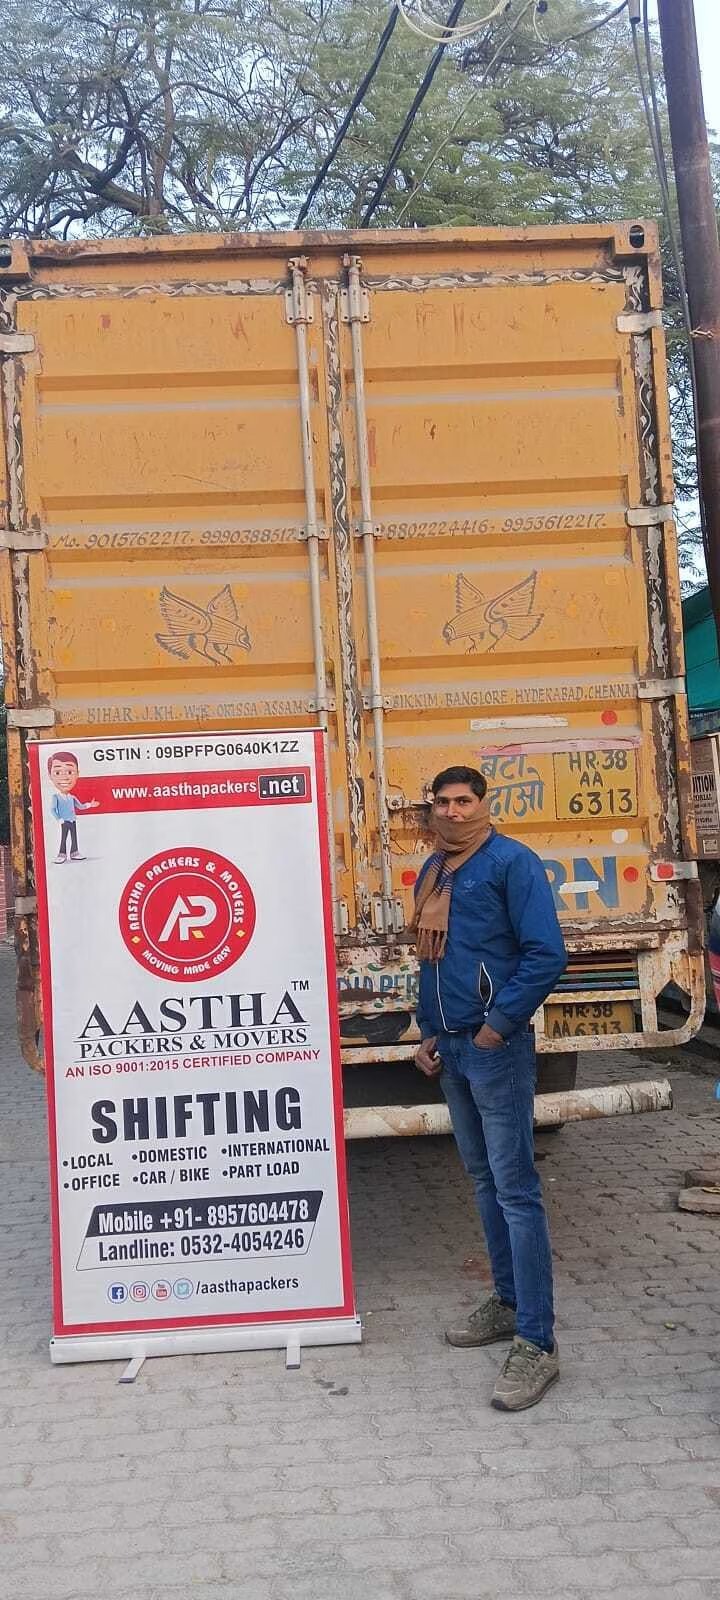 Mo. 9015762217, 9990388517
8802224416, 9953612217
BIHAR, J.KH. W.K. ORISSA ASSAM
SIKKIM, BANGLORE, HYDERABAD, CHENNAI
HR.38
AA
6313
RN
HR.38
AA 6313
GSTIN : 09BPFPG0640K1ZZ
www.aasthapackers.net
AASTHA PACKERS & MOVERS
AP
MOVING MADE EASY
AASTHA™
PACKERS & MOVERS
AN ISO 9001:2015 CERTIFIED COMPANY
SHIFTING
•LOCAL •DOMESTIC •INTERNATIONAL
•OFFICE •CAR / BIKE •PART LOAD
Mobile +91- 8957604478
Landline: 0532-4054246
/aasthapackers